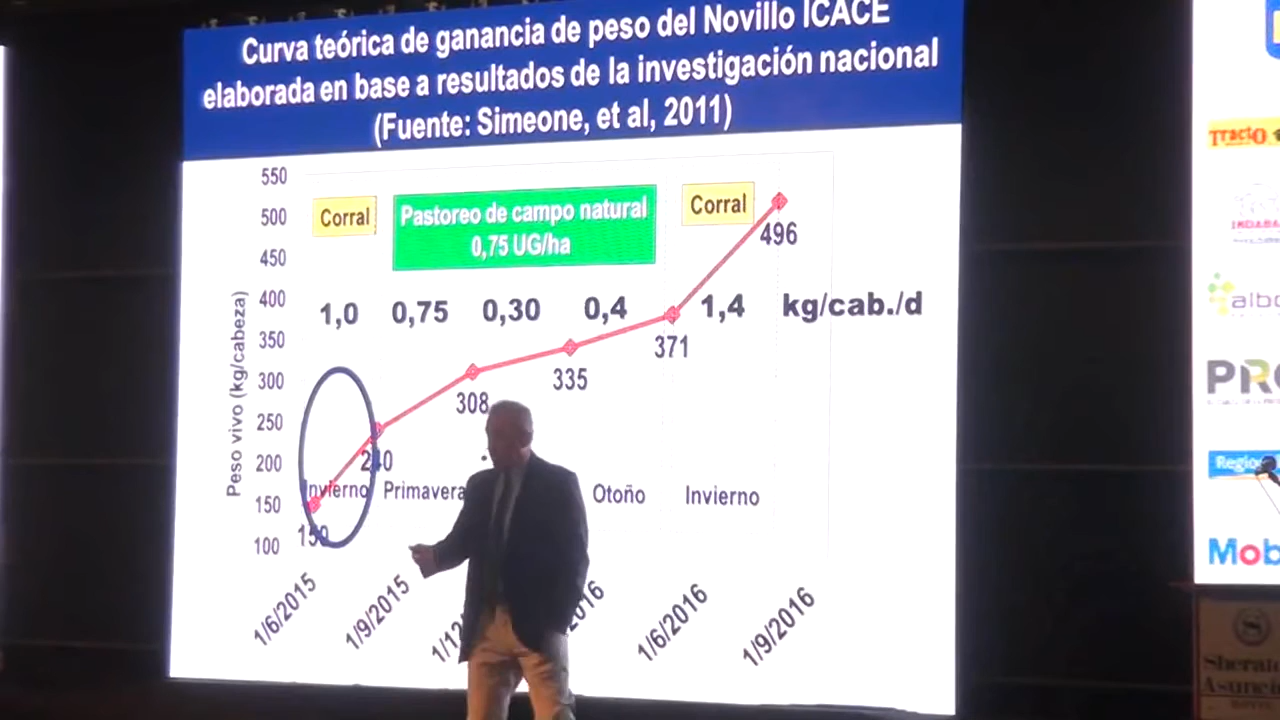 Curva teórica de ganancia de peso del Novillo ICACE
elaborada en base a resultados de la investigación nacional
(Fuente: Simeone, et al, 2011)
550
500
450
400
350
300
250
200
150
100
Peso vivo (kg/cabeza)
Corral
Pastoreo de campo natural
0,75 UG/ha
Corral
1,0 0,75 0,30 0,4 1,4 kg/cab./d
496
371
335
308
240
150
Invierno Primavera Otoño Invierno
1/6/2015
1/9/2015
1/6/2016
1/9/2016
Tracto